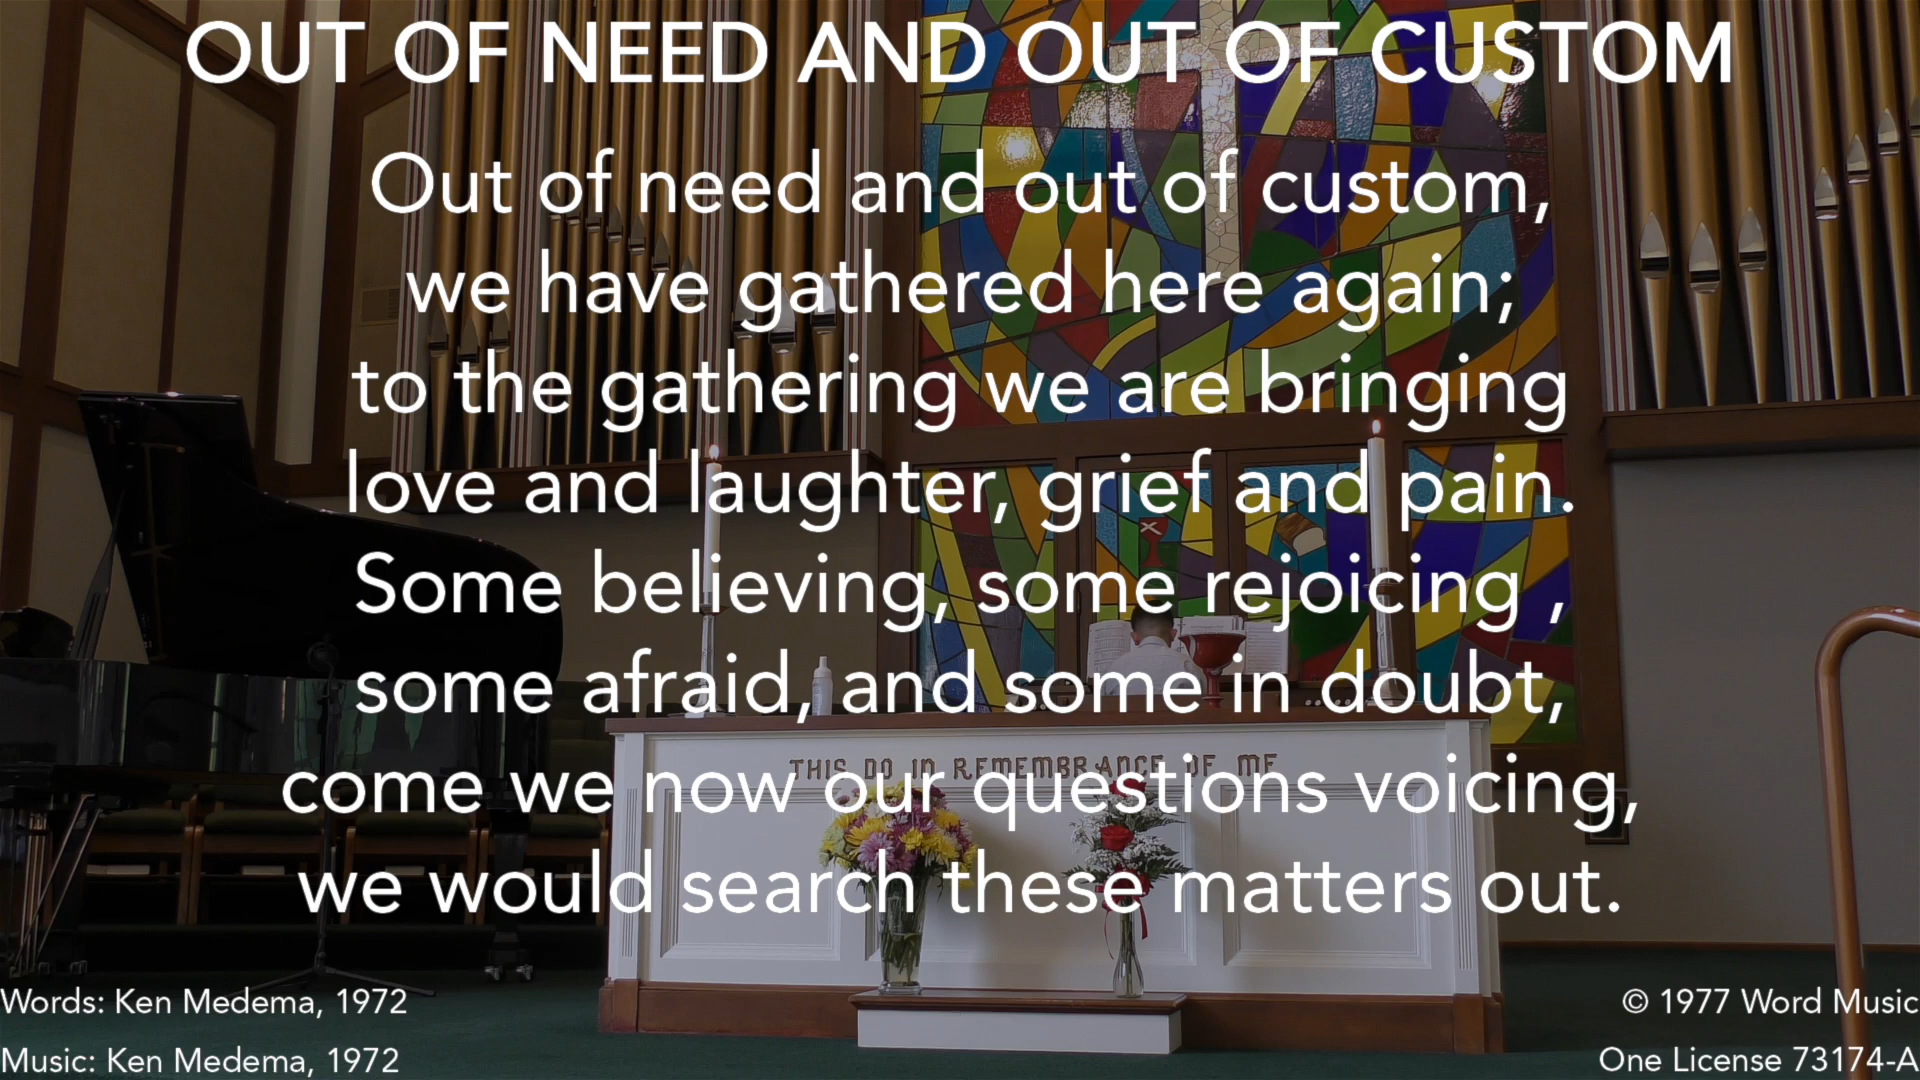 OUT OF NEED AND OUT OF CUSTOM
Out of need and out of custom,
we have gathered here again;
to the gathering we are bringing
love and laughter, grief and pain.
Some believing, some rejoicing ,
some afraid, and some in doubt,
THIS DO IN REMEMBRANCE OF ME
come we now our questions voicing,
we would search these matters out.
Words: Ken Medema, 1972
© 1977 Word Music
Music: Ken Medema, 1972
One License 73174-A